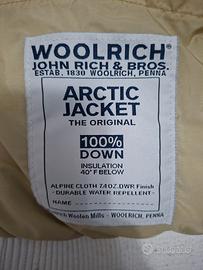 WOOLRICH®
JOHN RICH & BROS.
ESTAB. 1830 WOOLRICH, PENNA
ARCTIC
JACKET
THE ORIGINAL
100%
DOWN
INSULATION
40°F BELOW
ALPINE CLOTH 7.4 OZ. DWR Finish
- DURABLE WATER REPELLENT -
NAME
Woolen Mills - WOOLRICH, PENNA
subito